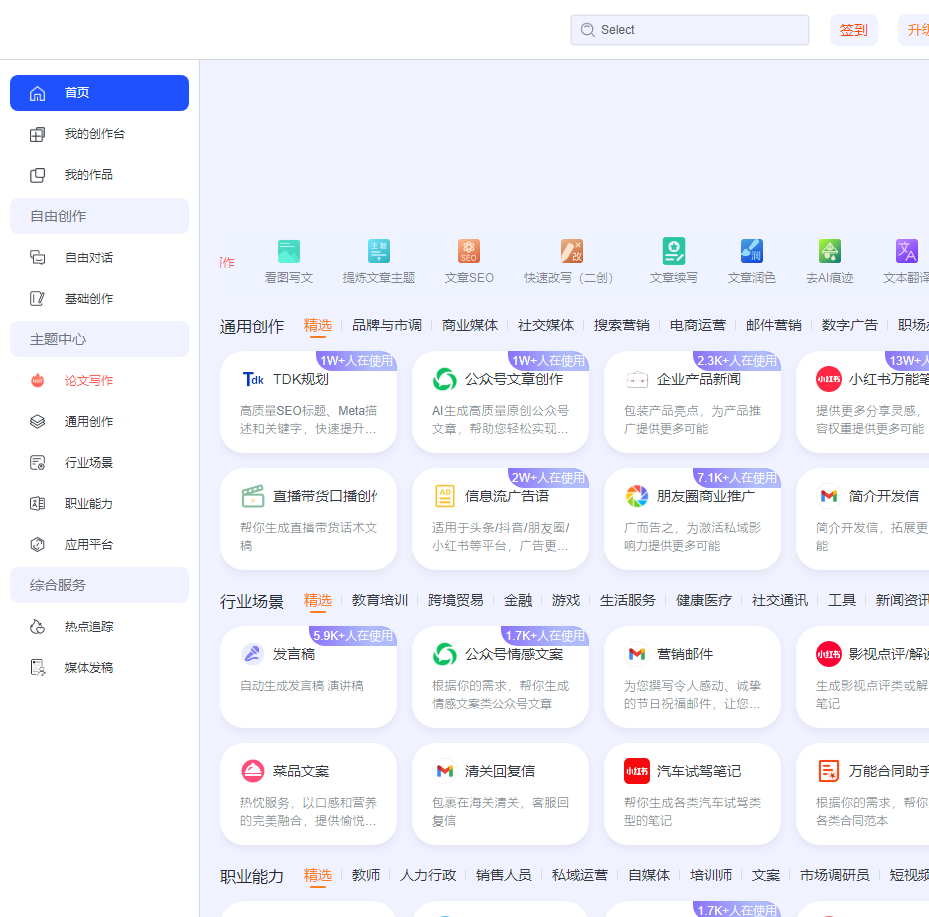 Select
签到
升级
首页
我的创作台
我的作品
自由创作
自由对话
基础创作
主题中心
HOT
论文写作
通用创作
行业场景
职业能力
应用平台
综合服务
热点追踪
媒体发稿
作 看图写文 提炼文章主题 文章SEO 快速改写（二创） 文章续写 文章润色 去AI痕迹 文本翻译
通用创作 精选 品牌与市调 商业媒体 社交媒体 搜索营销 电商运营 邮件营销 数字广告 职场
1W+人在使用
Tdk TDK规划
高质量SEO标题、Meta描
述和关键字，快速提升...
1W+人在使用
公众号文章创作
AI生成高质量原创公众号
文章，帮助您轻松实现...
2.3K+人在使用
企业产品新闻
包装产品亮点，为产品推
广提供更多可能
13W+人
小红书 小红书万能笔
提供更多分享灵感，
容权重提供更多可能
直播带货口播创作
帮你生成直播带货话术文
稿
2W+人在使用
AD 信息流广告语
适用于头条/抖音/朋友圈/
小红书等平台，广告更...
7.1K+人在使用
朋友圈商业推广
广而告之，为激活私域影
响力提供更多可能
简介开发信
简介开发信，拓展更
能
行业场景 精选 教育培训 跨境贸易 金融 游戏 生活服务 健康医疗 社交通讯 工具 新闻资讯
5.9K+人在使用
发言稿
自动生成发言稿 演讲稿
1.7K+人在使用
公众号情感文案
根据你的需求，帮你生成
情感文案类公众号文章
营销邮件
为您撰写令人感动、诚挚
的节日祝福邮件，让您...
小红书 影视点评/解说
生成影视点评类或解
笔记
菜品文案
热忱服务，以口感和营养
的完美融合，提供愉悦...
清关回复信
包裹在海关清关，客服回
复信
小红书 汽车试驾笔记
帮你生成各类汽车试驾类
型的笔记
万能合同助手
根据你的需求，帮你
各类合同范本
职业能力 精选 教师 人力行政 销售人员 私域运营 自媒体 培训师 文案 市场调研员 短视频
1.7K+人在使用